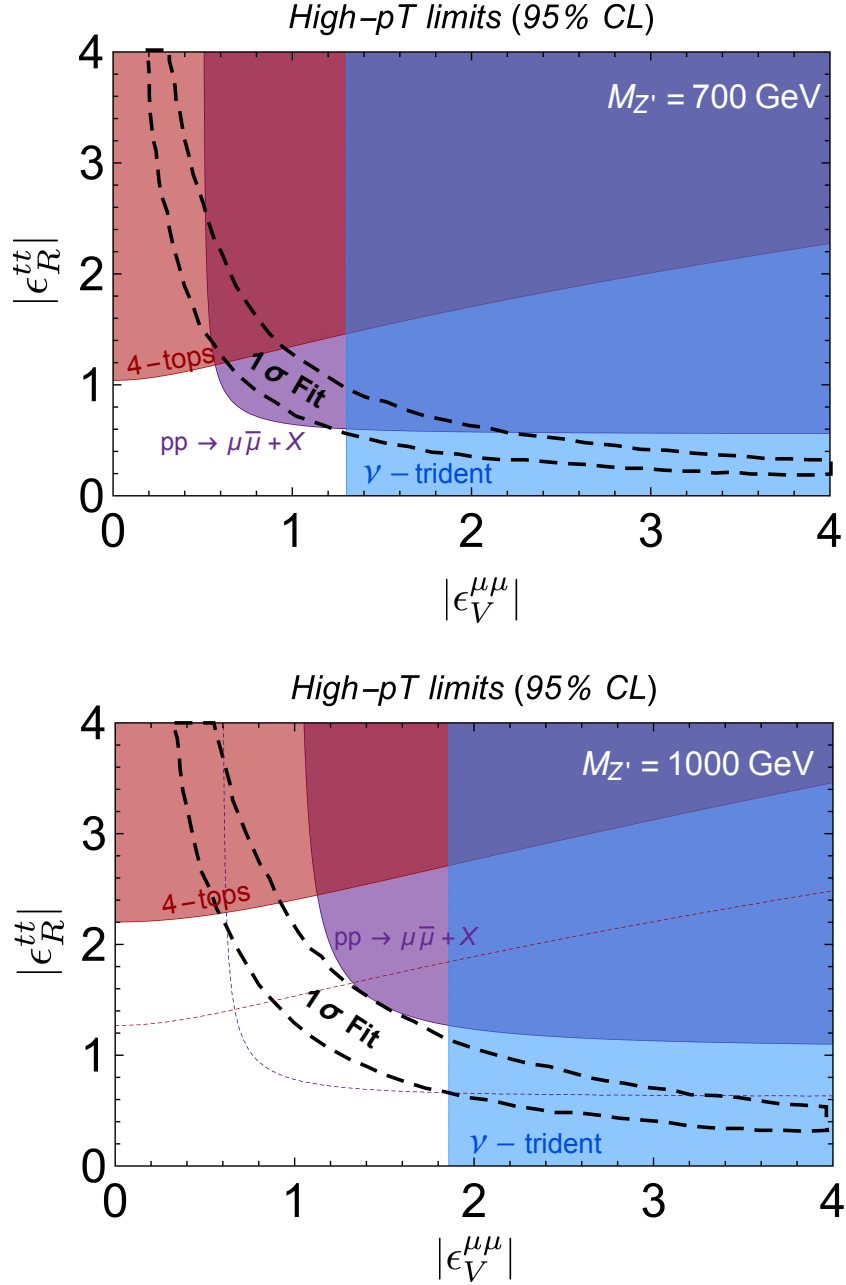 High–pT limits (95% CL)
M_Z' = 700 GeV
4
3
2
1
0
|ϵ_R^{tt}|
4–tops
1σ Fit
pp → μμ̅ + X
ν – trident
0 1 2 3 4
|ϵ_V^{μμ}|
High–pT limits (95% CL)
M_Z' = 1000 GeV
4
3
2
1
0
|ϵ_R^{tt}|
4–tops
pp → μμ̅ + X
1σ Fit
ν – trident
0 1 2 3 4
|ϵ_V^{μμ}|